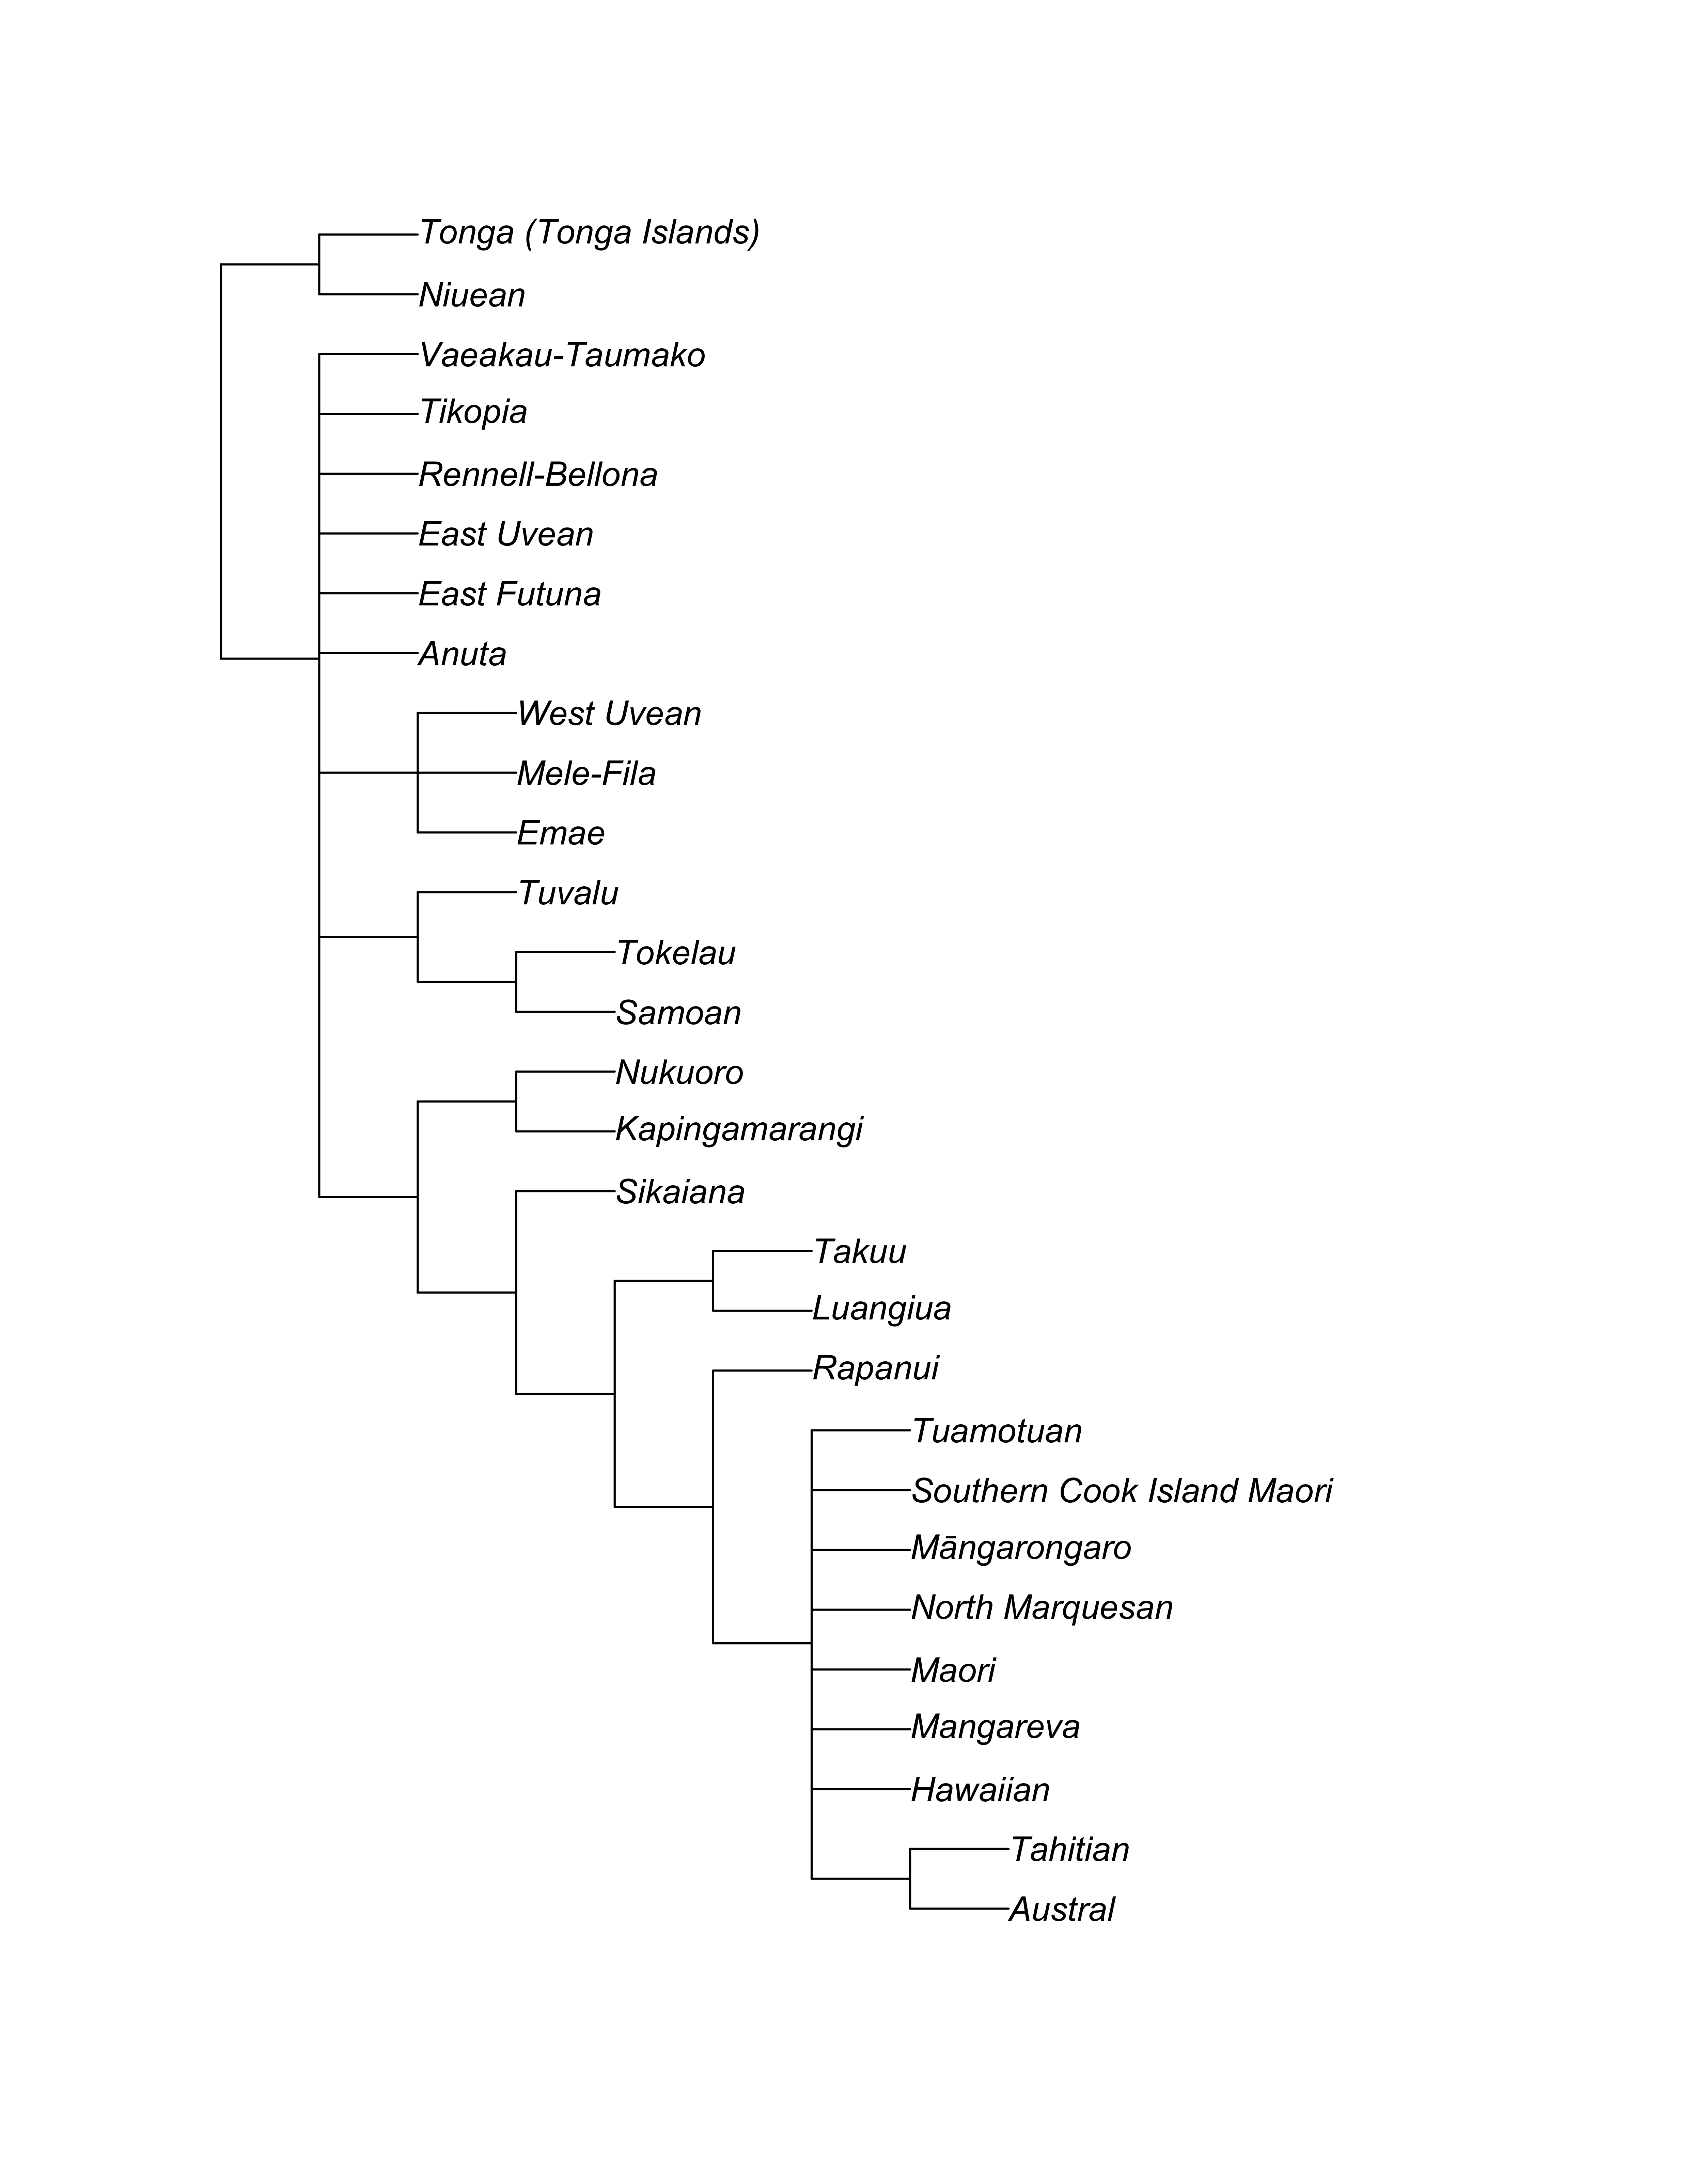 Tonga (Tonga Islands)
Niuean
Vaeakau-Taumako
Tikopia
Rennell-Bellona
East Uvean
East Futuna
Anuta
West Uvean
Mele-Fila
Emae
Tuvalu
Tokelau
Samoan
Nukuoro
Kapingamarangi
Sikaiana
Takuu
Luangiua
Rapanui
Tuamotuan
Southern Cook Island Maori
Māngarongaro
North Marquesan
Maori
Mangareva
Hawaiian
Tahitian
Austral